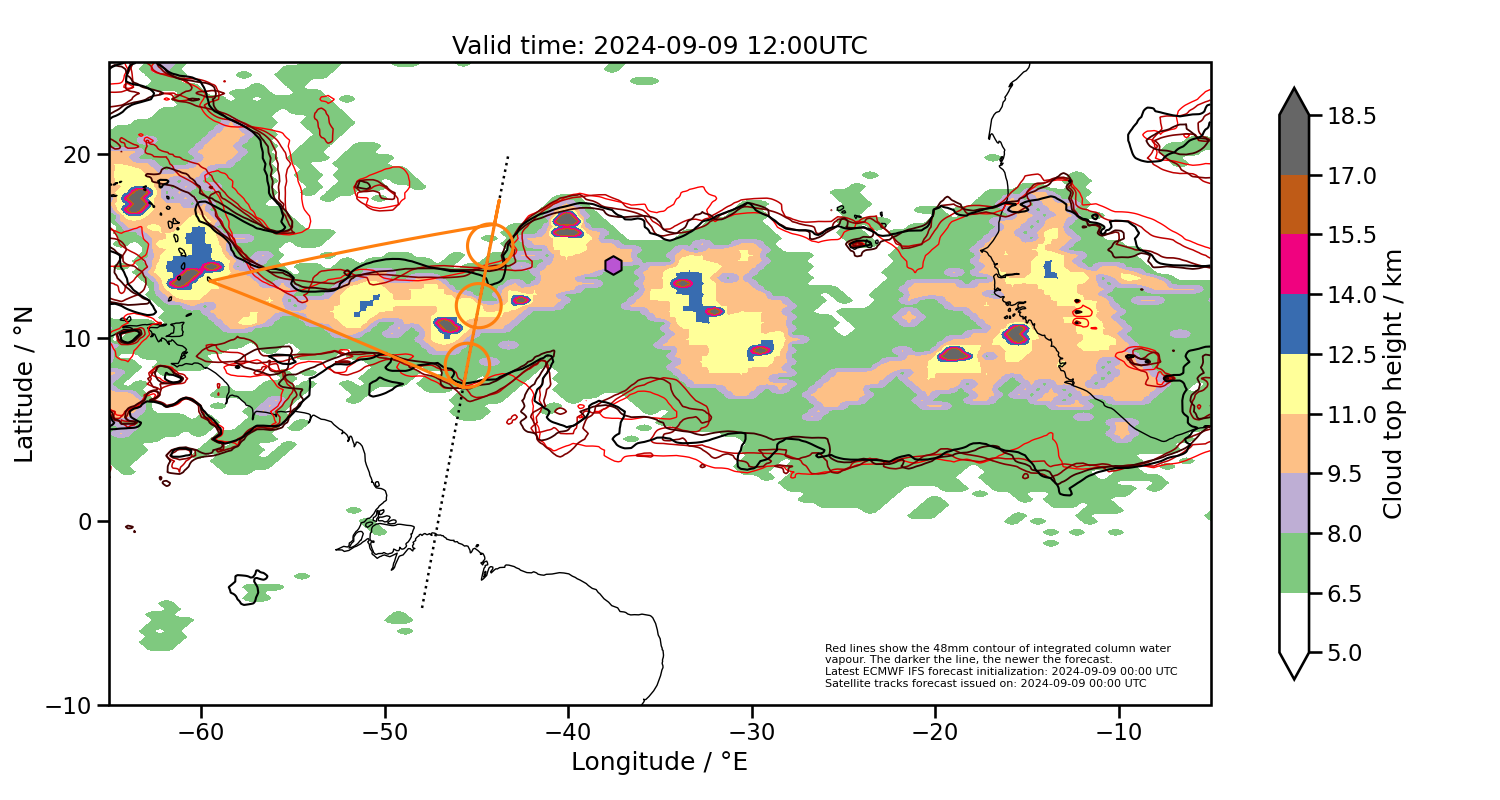 Valid time: 2024-09-09 12:00UTC
20
10
0
−10
Latitude / °N
−60
−50
−40
−30
−20
−10
Longitude / °E
Red lines show the 48mm contour of integrated column water
vapour. The darker the line, the newer the forecast.
Latest ECMWF IFS forecast initialization: 2024-09-09 00:00 UTC
Satellite tracks forecast issued on: 2024-09-09 00:00 UTC
18.5
17.0
15.5
14.0
12.5
11.0
9.5
8.0
6.5
5.0
Cloud top height / km